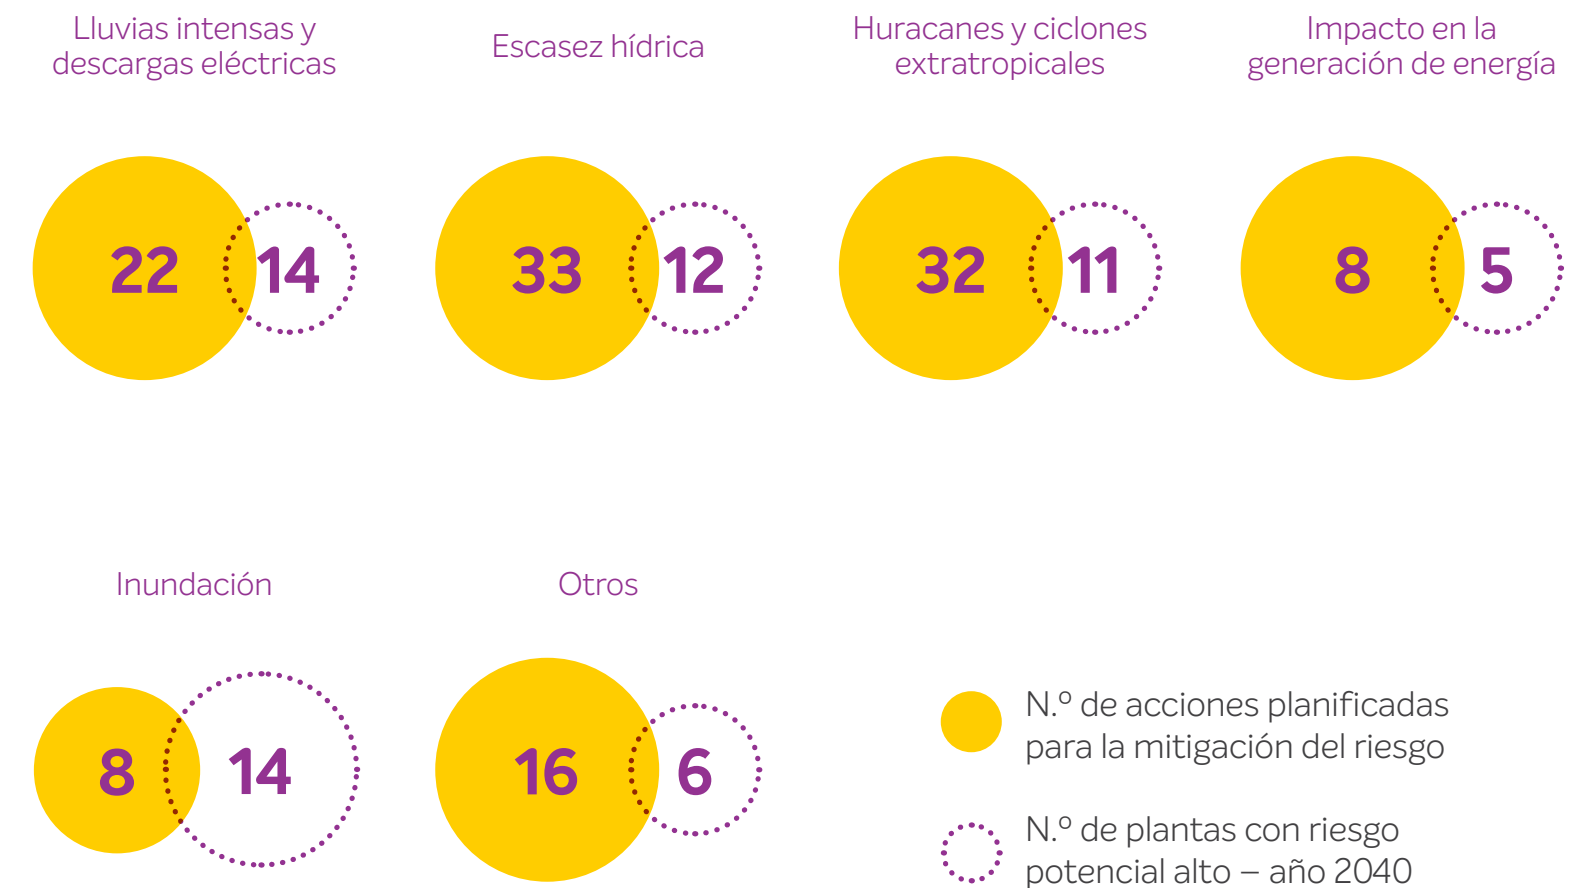 Lluvias intensas y
descargas eléctricas
Escasez hídrica
Huracanes y ciclones
extratropicales
Impacto en la
generación de energía
22
14
33
12
32
11
8
5
Inundación
Otros
8
14
16
6
N.º de acciones planificadas
para la mitigación del riesgo
N.º de plantas con riesgo
potencial alto – año 2040